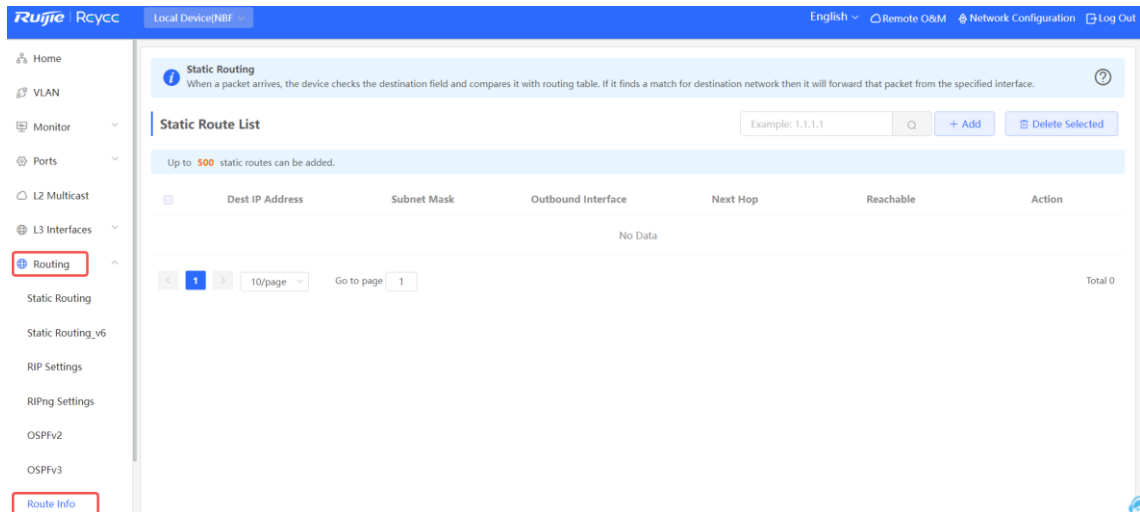 Ruijie | Rcycc Local Device(NBF English Remote O&M Network Configuration Log Out
Home
VLAN
Monitor
Ports
L2 Multicast
L3 Interfaces
Routing
Static Routing
Static Routing_v6
RIP Settings
RIPng Settings
OSPFv2
OSPFv3
Route Info
Static Routing
When a packet arrives, the device checks the destination field and compares it with routing table. If it finds a match for destination network then it will forward that packet from the specified interface.
Static Route List Example: 1.1.1.1 + Add Delete Selected
Up to 500 static routes can be added.
Dest IP Address Subnet Mask Outbound Interface Next Hop Reachable Action
No Data
< 1 > 10/page Go to page 1 Total 0